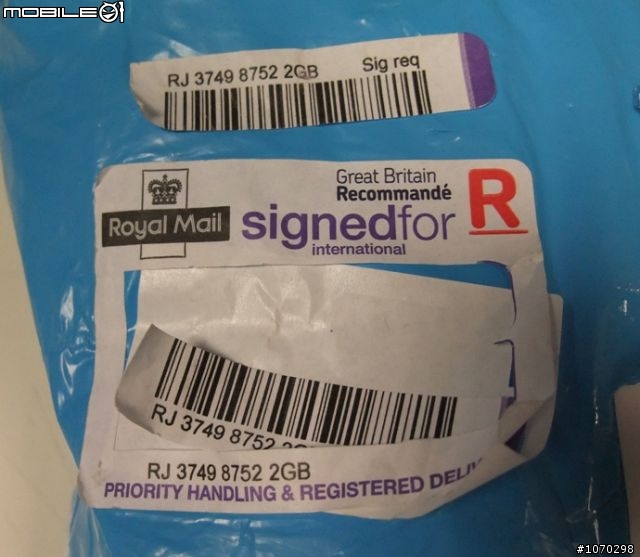 MOBILE01
RJ 3749 8752 2GB Sig req
Great Britain
Recommandé
R
Royal Mail
signedfor
international
RJ 3749 8752
RJ 3749 8752 2GB
PRIORITY HANDLING & REGISTERED
#1070298